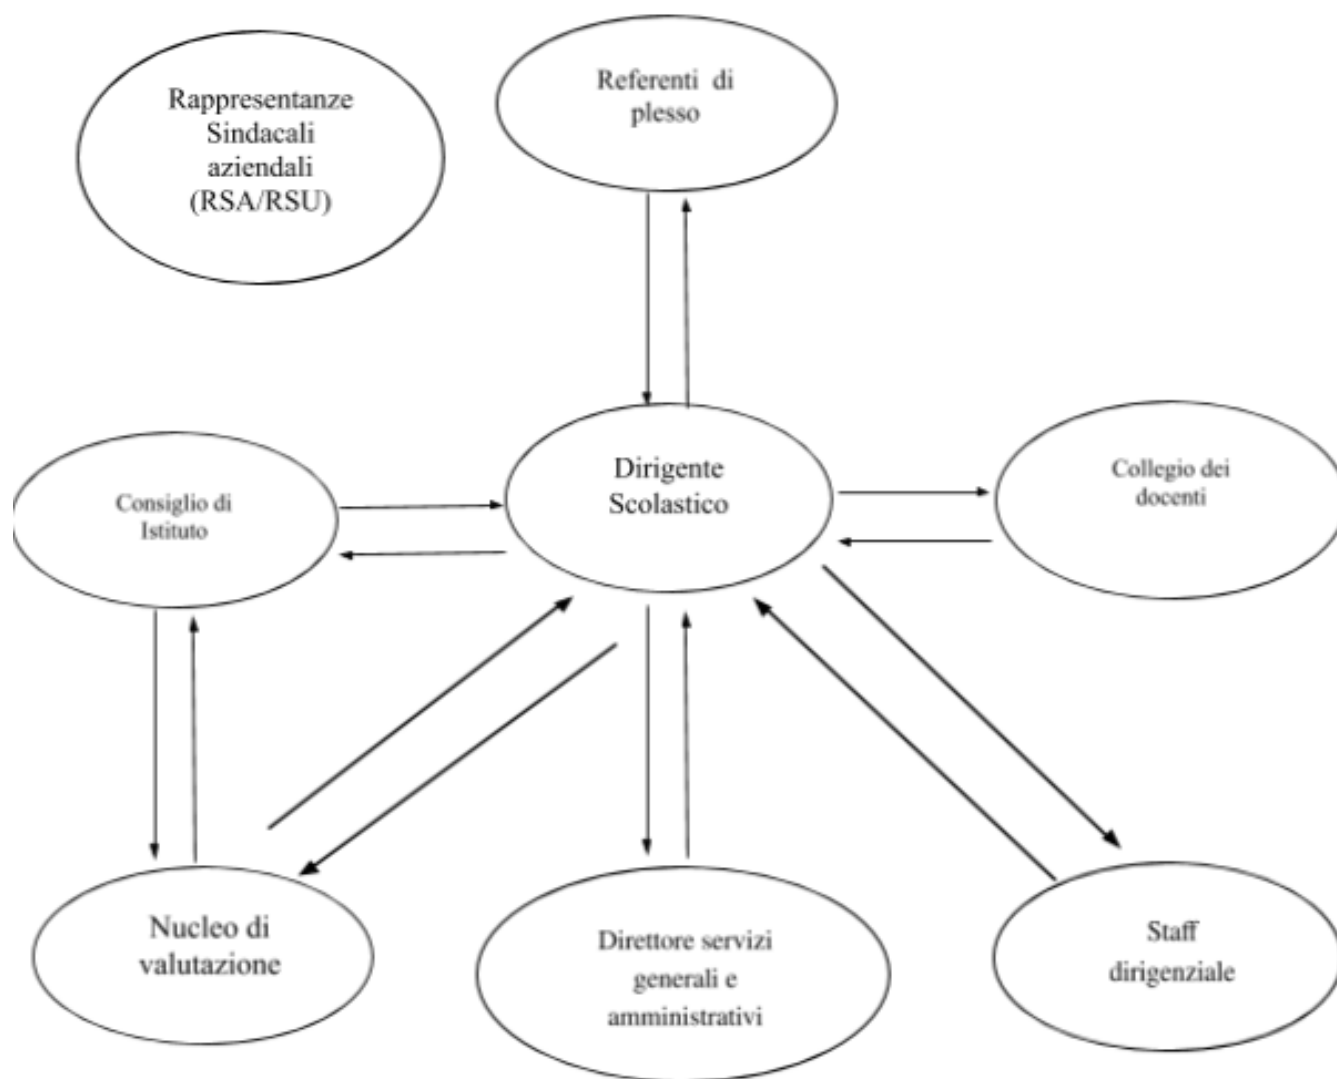 Rappresentanze
Sindacali
aziendali
(RSA/RSU)
Referenti di
plesso
Dirigente
Scolastico
Collegio dei
docenti
Consiglio di
Istituto
Nucleo di
valutazione
Direttore servizi
generali e
amministrativi
Staff
dirigenziale